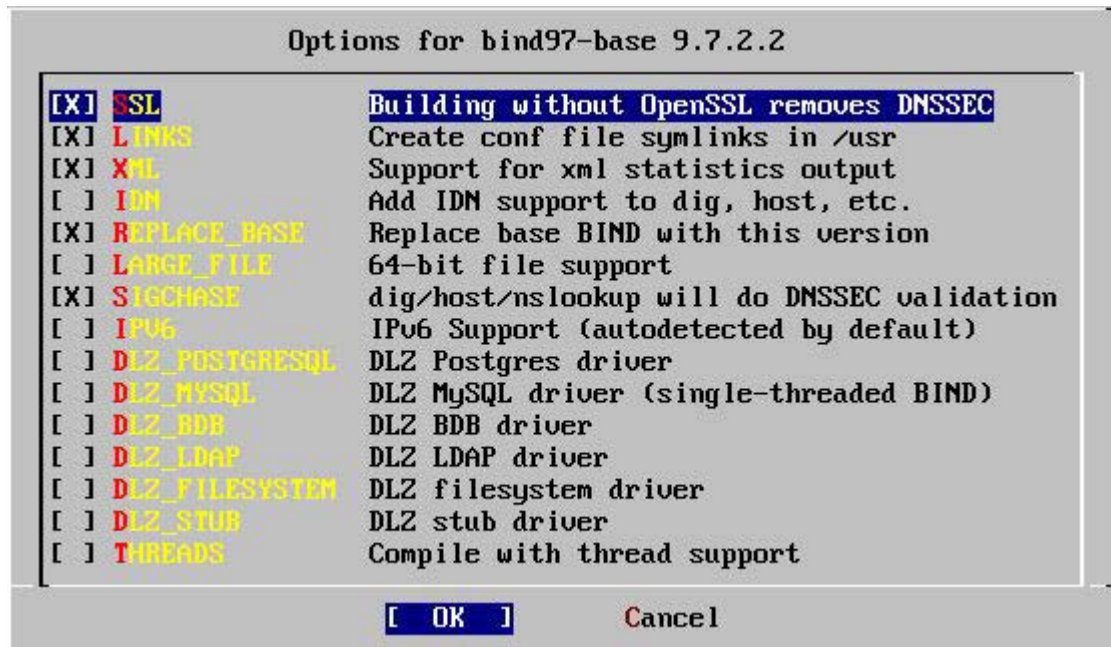 Options for bind97-base 9.7.2.2
[X] SSL Building without OpenSSL removes DNSSEC
[X] LINKS Create conf file symlinks in /usr
[X] XML Support for xml statistics output
[ ] IDN Add IDN support to dig, host, etc.
[X] REPLACE_BASE Replace base BIND with this version
[ ] LARGE_FILE 64-bit file support
[X] SIGCHASE dig/host/nslookup will do DNSSEC validation
[ ] IPV6 IPv6 Support (autodetected by default)
[ ] DLZ_POSTGRESQL DLZ Postgres driver
[ ] DLZ_MYSQL DLZ MySQL driver (single-threaded BIND)
[ ] DLZ_BDB DLZ BDB driver
[ ] DLZ_LDAP DLZ LDAP driver
[ ] DLZ_FILESYSTEM DLZ filesystem driver
[ ] DLZ_STUB DLZ stub driver
[ ] THREADS Compile with thread support
[ OK ] Cancel